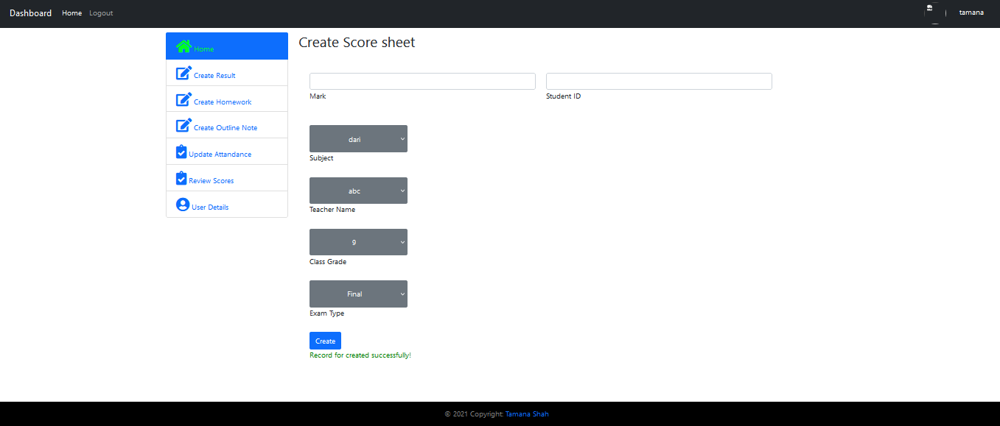 Dashboard Home Logout tamana
Home
Create Result
Create Homework
Create Outline Note
Update Attandance
Review Scores
User Details
Create Score sheet
Mark Student ID
dari
Subject
abc
Teacher Name
9
Class Grade
Final
Exam Type
Create
Record for created successfully!
© 2021 Copyright: Tamana Shah